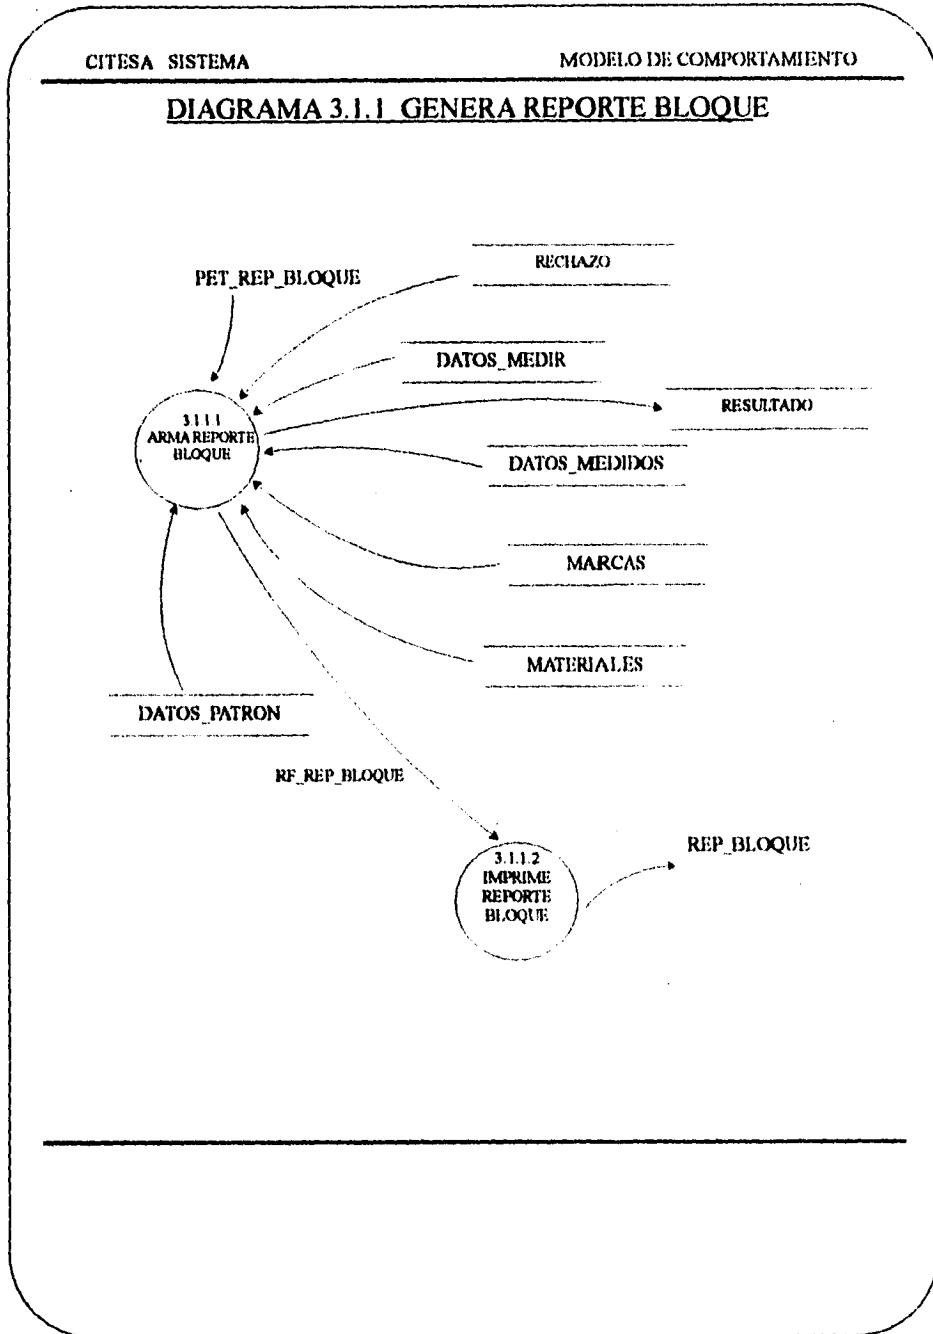 CITESA SISTEMA
MODELO DE COMPORTAMIENTO
DIAGRAMA 3.1.1 GENERA REPORTE BLOQUE
PET_REP_BLOQUE
RECHAZO
DATOS_MEDIR
RESULTADO
3.1.1.1
ARMA REPORTE
BLOQUE
DATOS_MEDIDOS
MARCAS
MATERIALES
DATOS_PATRON
RF_REP_BLOQUE
REP_BLOQUE
3.1.1.2
IMPRIME
REPORTE
BLOQUE